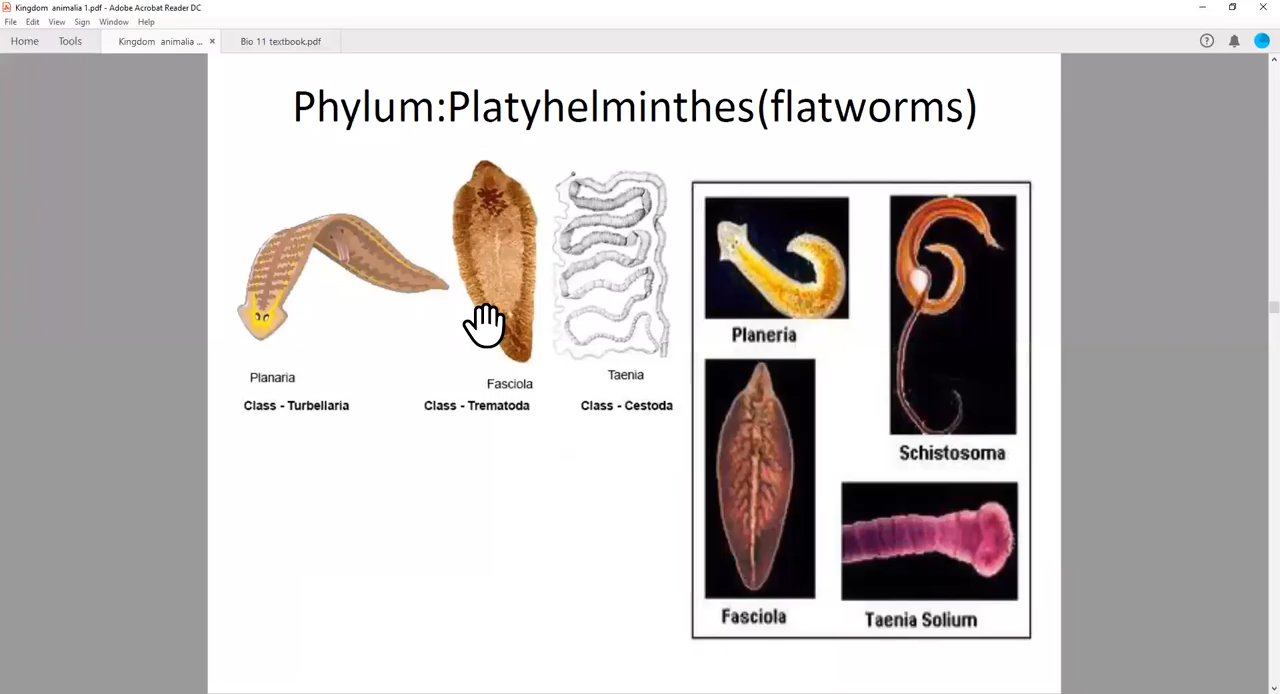 Kingdom animalia 1.pdf - Adobe Acrobat Reader DC
File Edit View Sign Window Help
Home Tools Kingdom animalia ... × Bio 11 textbook.pdf
Phylum:Platyhelminthes(flatworms)
Planaria
Class - Turbellaria
Fasciola
Class - Trematoda
Taenia
Class - Cestoda
Planeria
Schistosoma
Fasciola
Taenia Solium